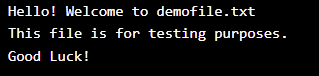 Hello! Welcome to demofile.txt
This file is for testing purposes.
Good Luck!